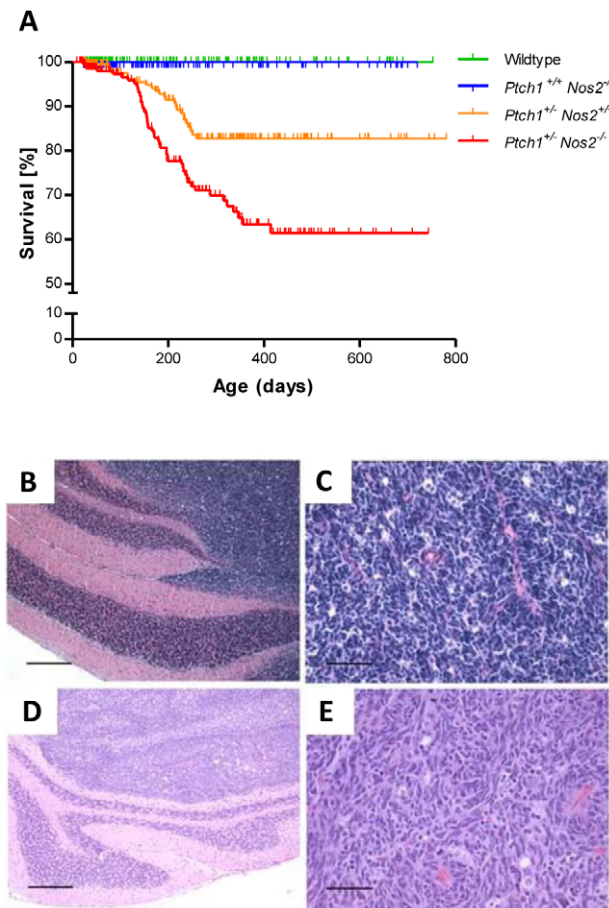 A
Survival [%]
100
90
80
70
60
50
10
0
0 200 400 600 800
Age (days)
Wildtype
Ptch1 +/+ Nos2-/
Ptch1+/- Nos2+/
Ptch1+/- Nos2-/-
B
C
D
E